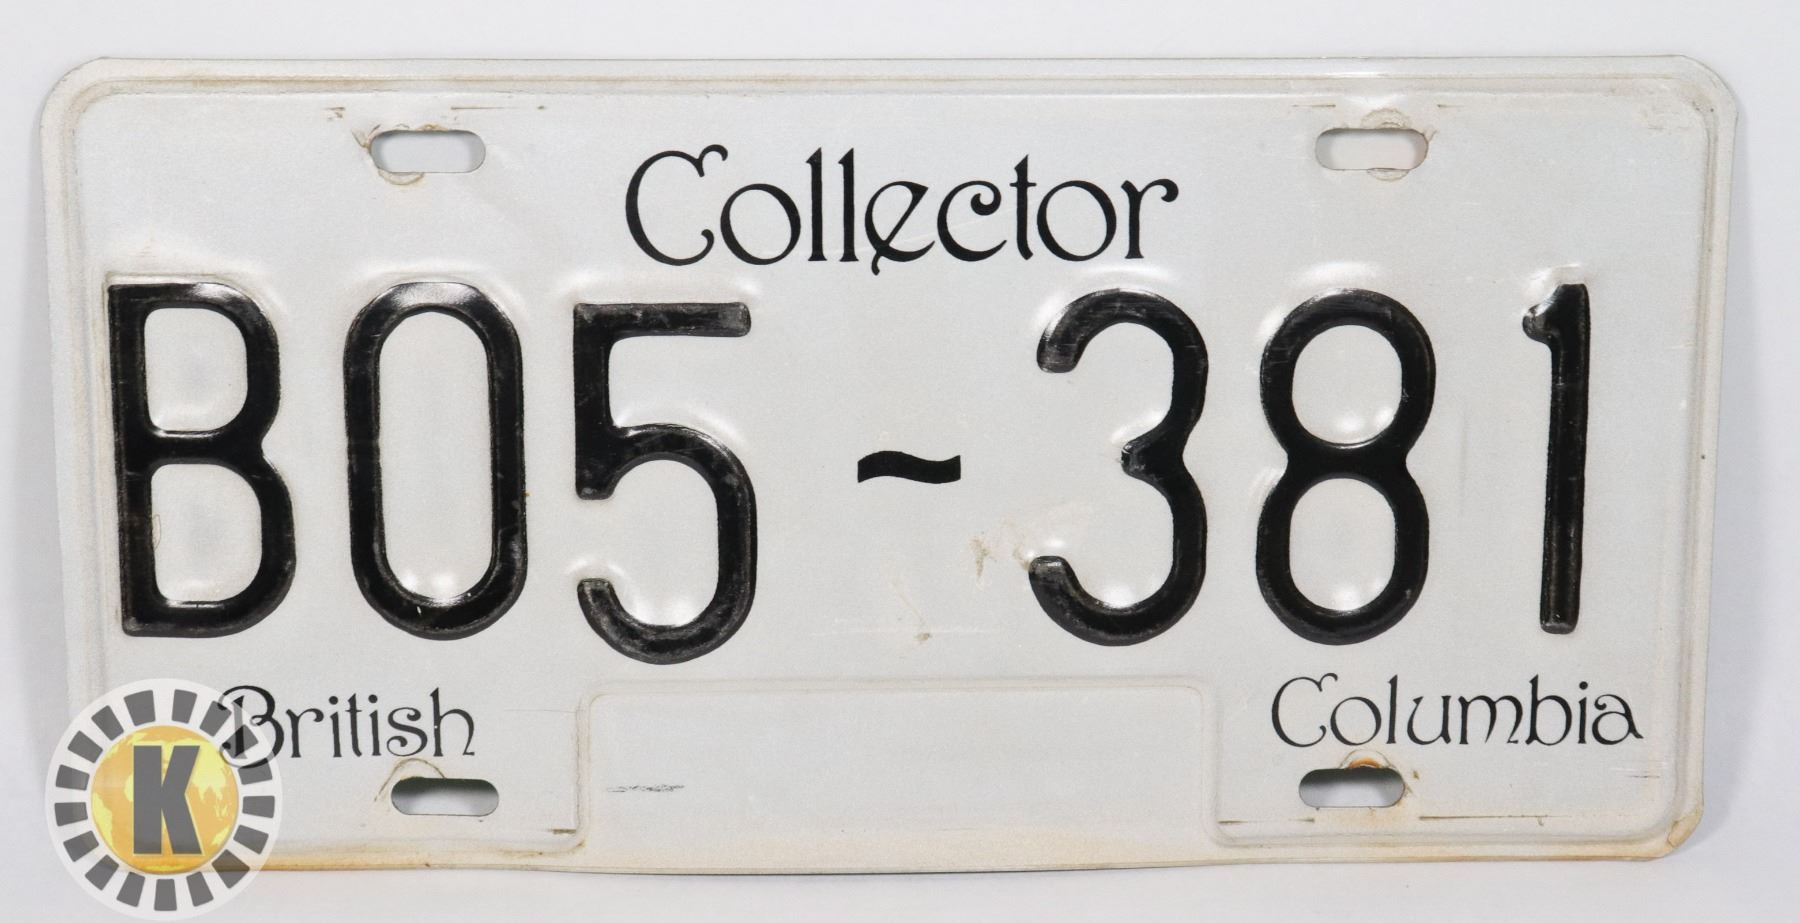 Collector
B05~381
British Columbia
K